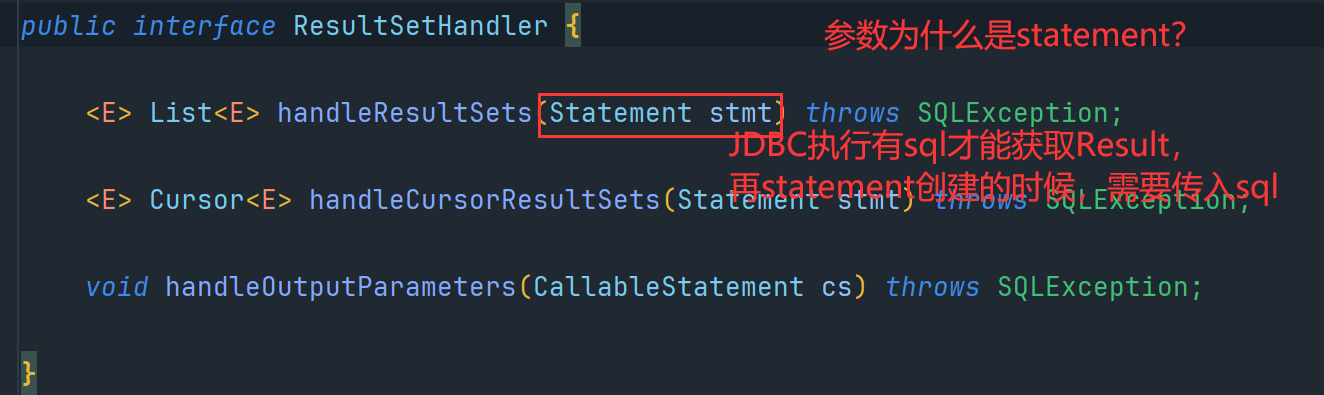 public interface ResultSetHandler {
参数为什么是statement?
<E> List<E> handleResultSets(Statement stmt) throws SQLException;
JDBC执行有sql才能获取Result,
再statement创建的时候,需要传入sql
<E> Cursor<E> handleCursorResultSets(Statement stmt) throws SQLException;
void handleOutputParameters(CallableStatement cs) throws SQLException;
}